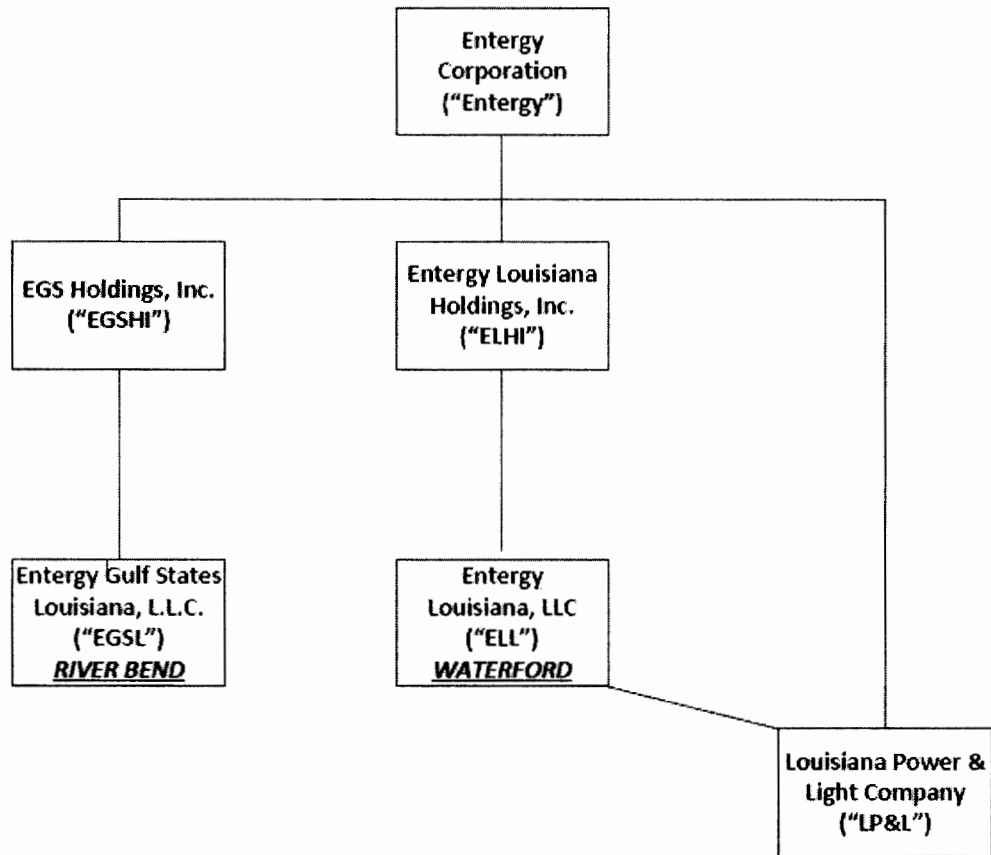 Entergy
Corporation
("Entergy")
EGS Holdings, Inc.
("EGSHI")
Entergy Louisiana
Holdings, Inc.
("ELHI")
Entergy Gulf States
Louisiana, L.L.C.
("EGSL")
RIVER BEND
Entergy
Louisiana, LLC
("ELL")
WATERFORD
Louisiana Power &
Light Company
("LP&L")